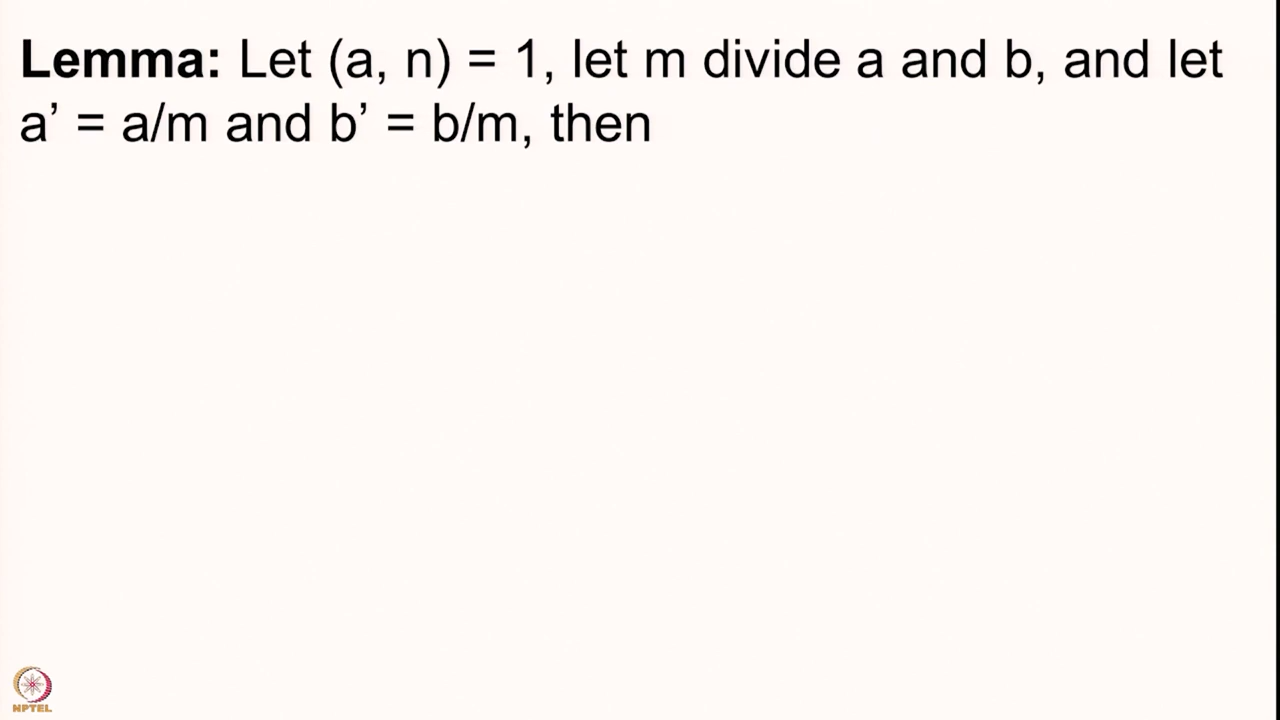 Lemma: Let (a, n) = 1, let m divide a and b, and let
a’ = a/m and b’ = b/m, then
NPTEL